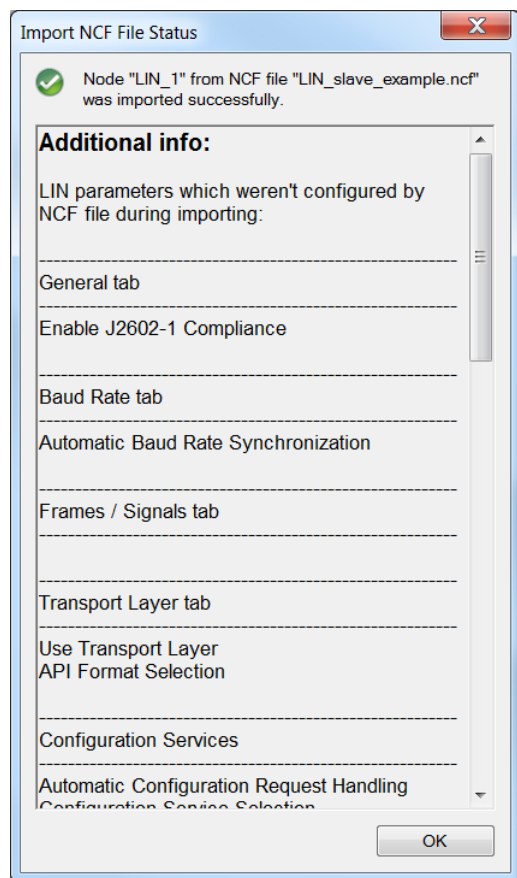 Import NCF File Status
Node "LIN_1" from NCF file "LIN_slave_example.ncf"
was imported successfully.
Additional info:
LIN parameters which weren't configured by
NCF file during importing:
------------------------------------------------------------
General tab
------------------------------------------------------------
Enable J2602-1 Compliance
------------------------------------------------------------
Baud Rate tab
------------------------------------------------------------
Automatic Baud Rate Synchronization
------------------------------------------------------------
Frames / Signals tab
------------------------------------------------------------
------------------------------------------------------------
Transport Layer tab
------------------------------------------------------------
Use Transport Layer
API Format Selection
------------------------------------------------------------
Configuration Services
------------------------------------------------------------
Automatic Configuration Request Handling
Configuration Service Selection
OK